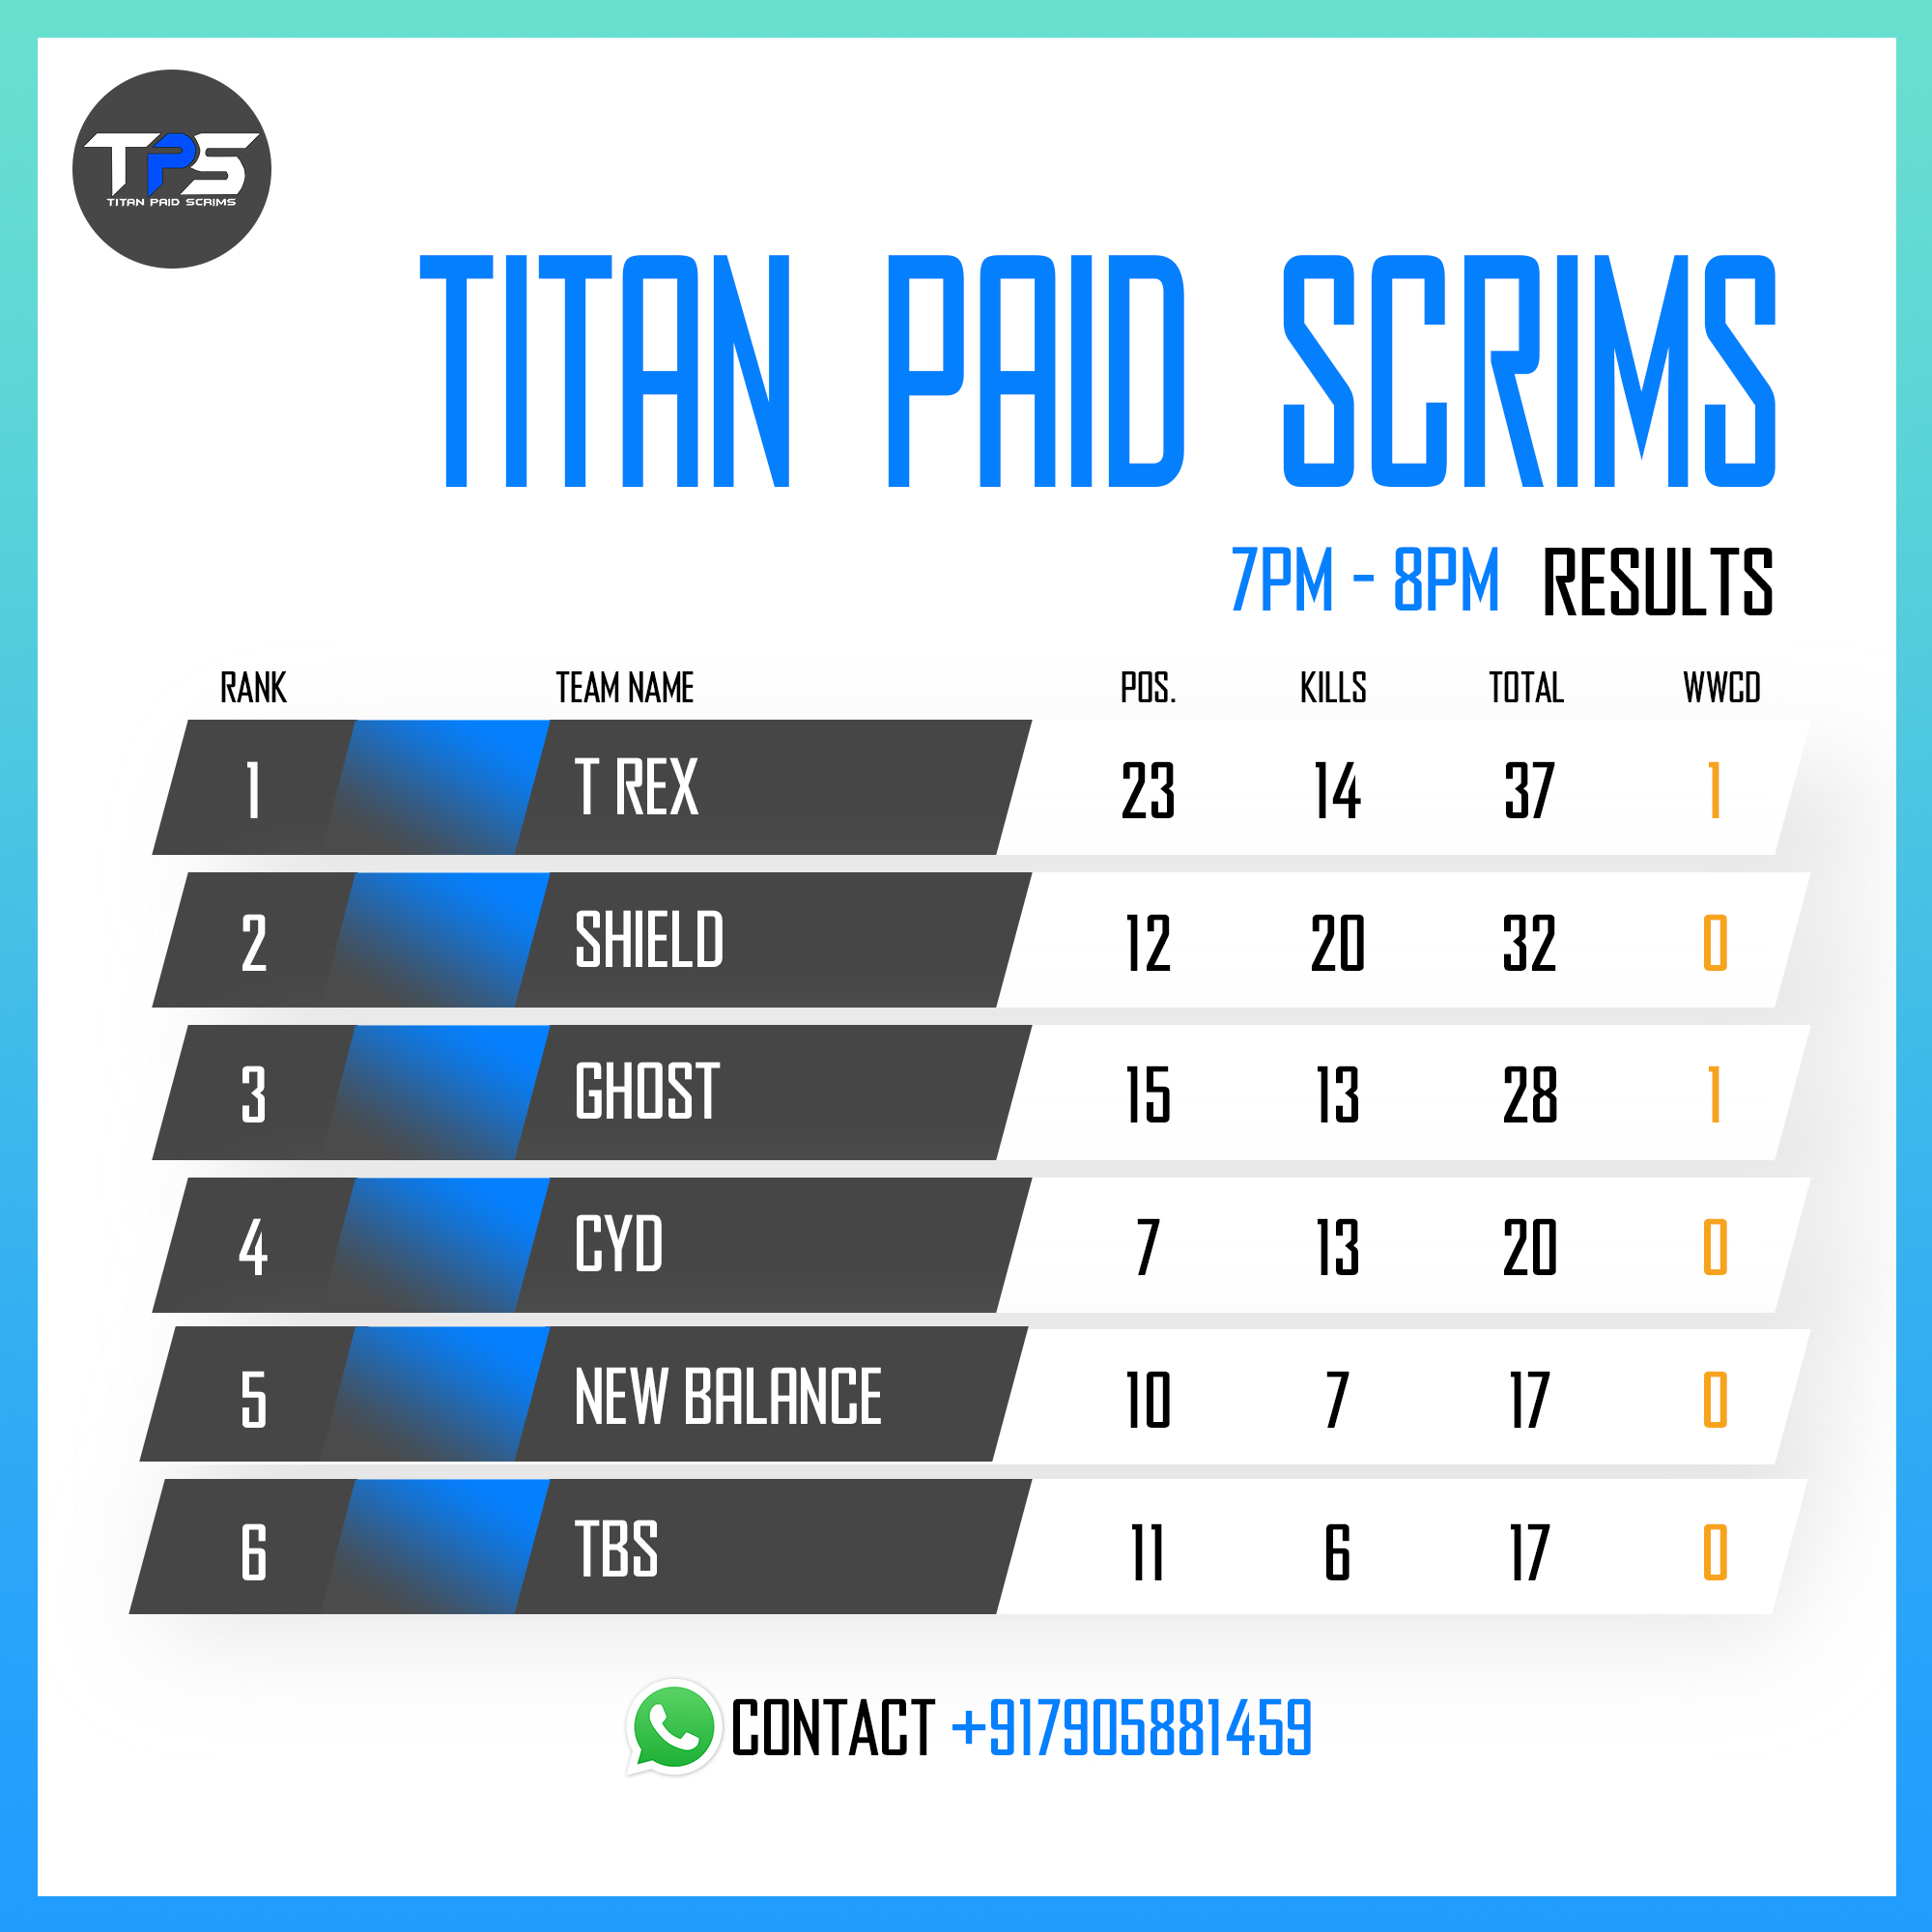 TPS
TITAN PAID SCRIMS
TITAN PAID SCRIMS
7PM - 8PM RESULTS
RANK TEAM NAME POS. KILLS TOTAL WWCD
1 T REX 23 14 37 1
2 SHIELD 12 20 32 0
3 GHOST 15 13 28 1
4 CYD 7 13 20 0
5 NEW BALANCE 10 7 17 0
6 TBS 11 6 17 0
CONTACT +917905881459